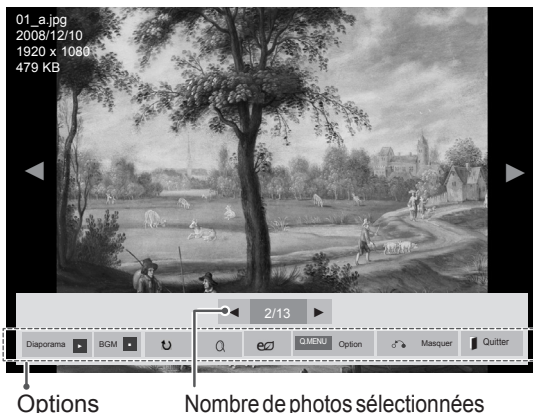 01_a.jpg
2008/12/10
1920 x 1080
479 KB
2/13
Diaporama BGM Q.MENU Option Masquer Quitter
Options
Nombre de photos sélectionnées